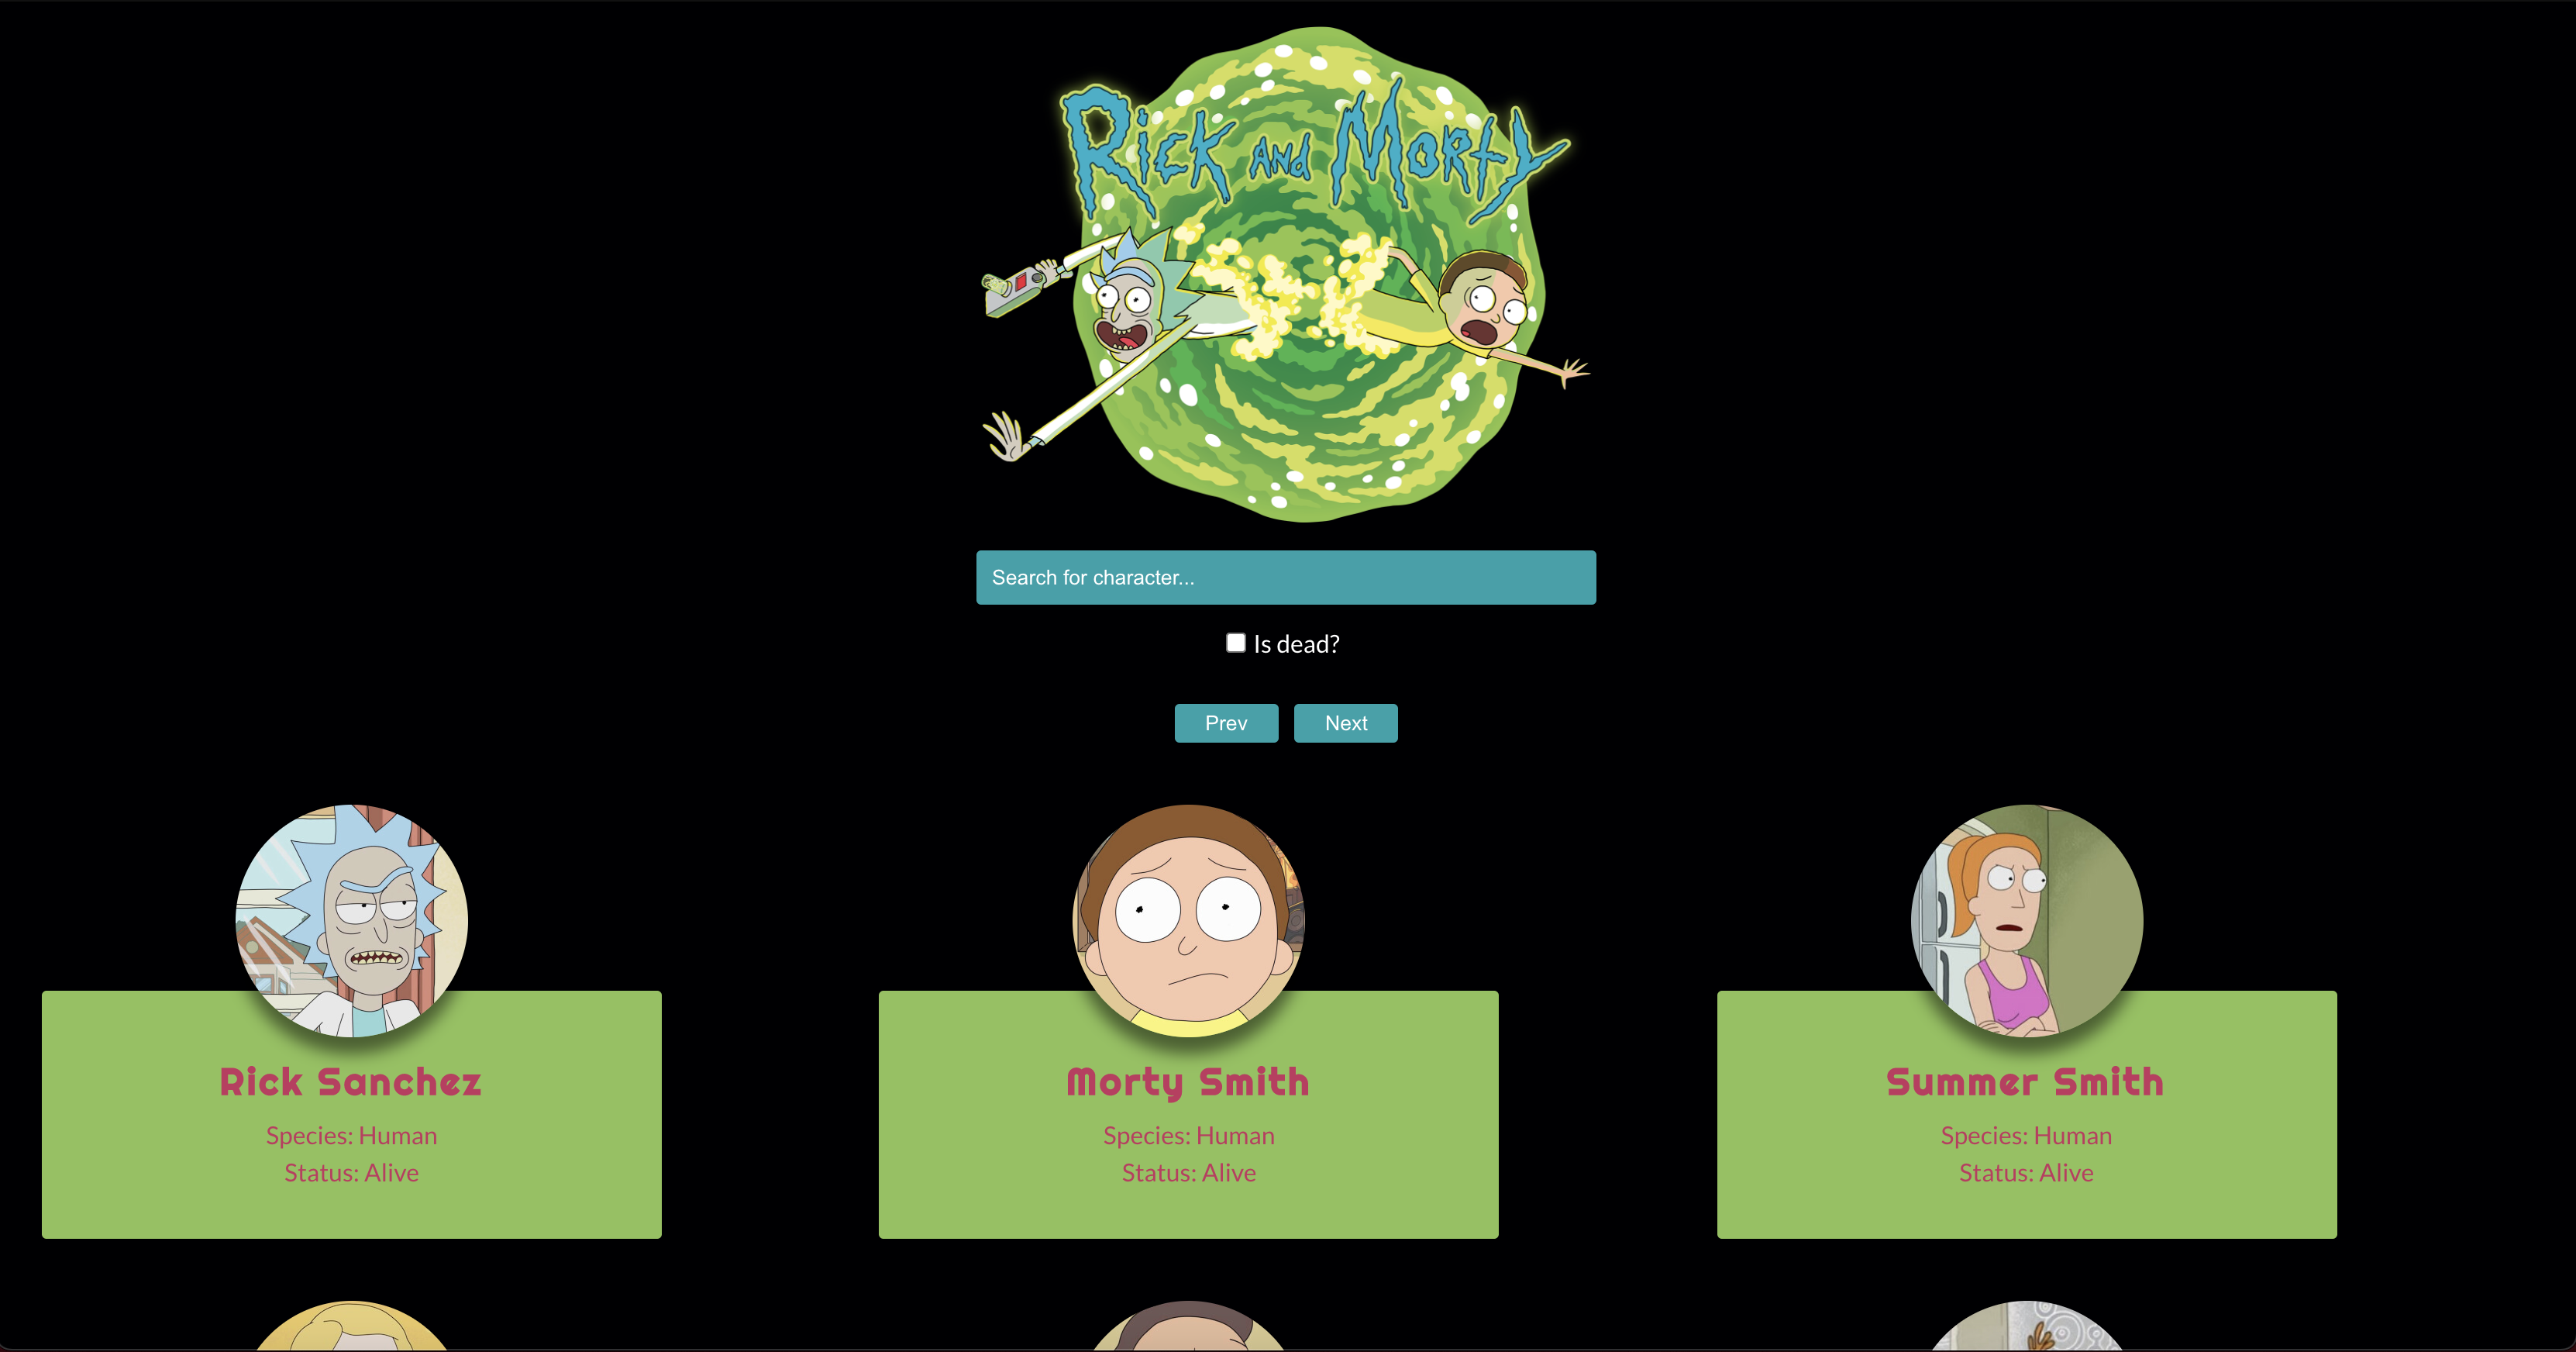 Rick and Morty
Search for character...
Is dead?
Prev Next
Rick Sanchez Morty Smith Summer Smith
Species: Human Species: Human Species: Human
Status: Alive Status: Alive Status: Alive